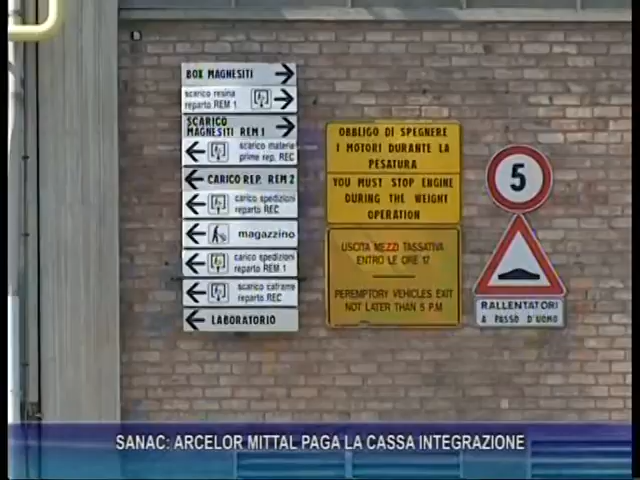 BOX MAGNESITI
scarico resina
reparto REM 1
SCARICO
MAGNESITI REM 1
scarico materie
prime rep. REC
CARICO REP. REM 2
carico spedizioni
reparto REC
magazzino
carico spedizioni
reparto REM 1
scarico catrame
reparto REC
LABORATORIO
OBBLIGO DI SPEGNERE
I MOTORI DURANTE LA
PESATURA
YOU MUST STOP ENGINE
DURING THE WEIGHT
OPERATION
USCITA MEZZI TASSATIVA
ENTRO LE ORE 17
PEREMPTORY VEHICLES EXIT
NOT LATER THAN 5 P.M
5
RALLENTATORI
A PASSO D'UOMO
SANAC: ARCELOR MITTAL PAGA LA CASSA INTEGRAZIONE